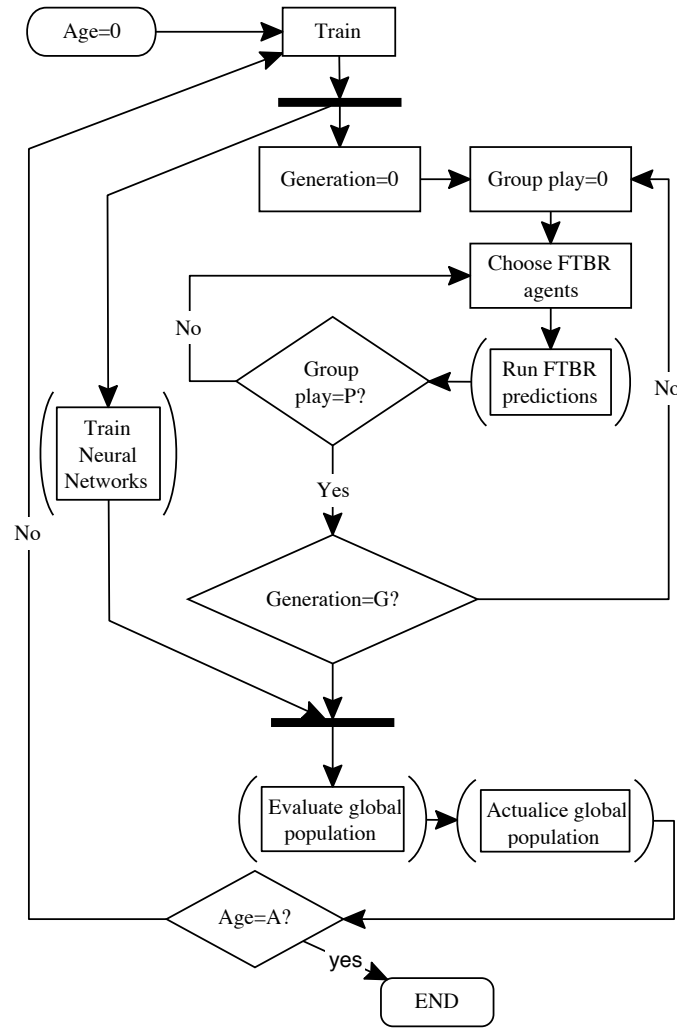 Age=0
Train
Generation=0
Group play=0
Choose FTBR
agents
No
Group
play=P?
Run FTBR
predictions
No
Train
Neural
Networks
Yes
No
Generation=G?
Evaluate global
population
Actualice global
population
Age=A?
yes
END